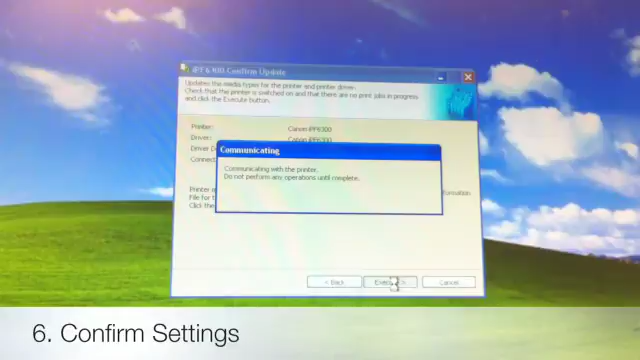 iPF6300 Confirm Update
Updates the media types for the printer and printer driver.
Check that the printer is switched on and that there are no print jobs in progress
and click the Execute button.
Printer: Canon iPF6300
Driver: Canon iPF6300
Driver
Connect
Communicating
Communicating with the printer.
Do not perform any operations until complete.
Printer
formation
File for t
Click the
< Back
Execute
Cancel
6. Confirm Settings